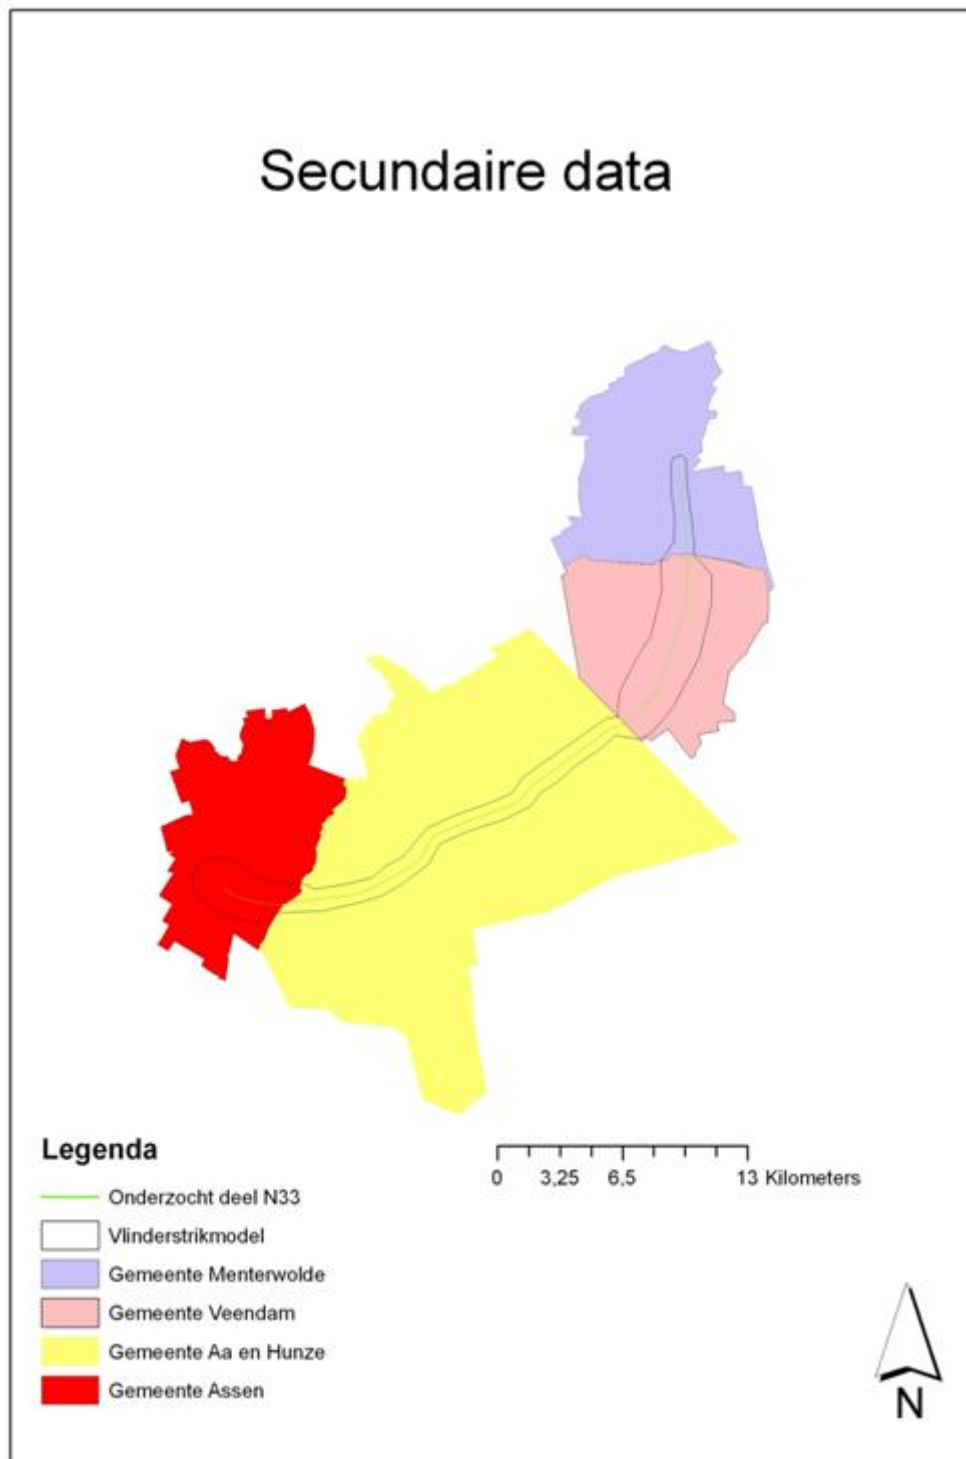 Secundaire data
Legenda
Onderzocht deel N33
Vlinderstrikmodel
Gemeente Menterwolde
Gemeente Veendam
Gemeente Aa en Hunze
Gemeente Assen
0 3,25 6,5 13 Kilometers
N